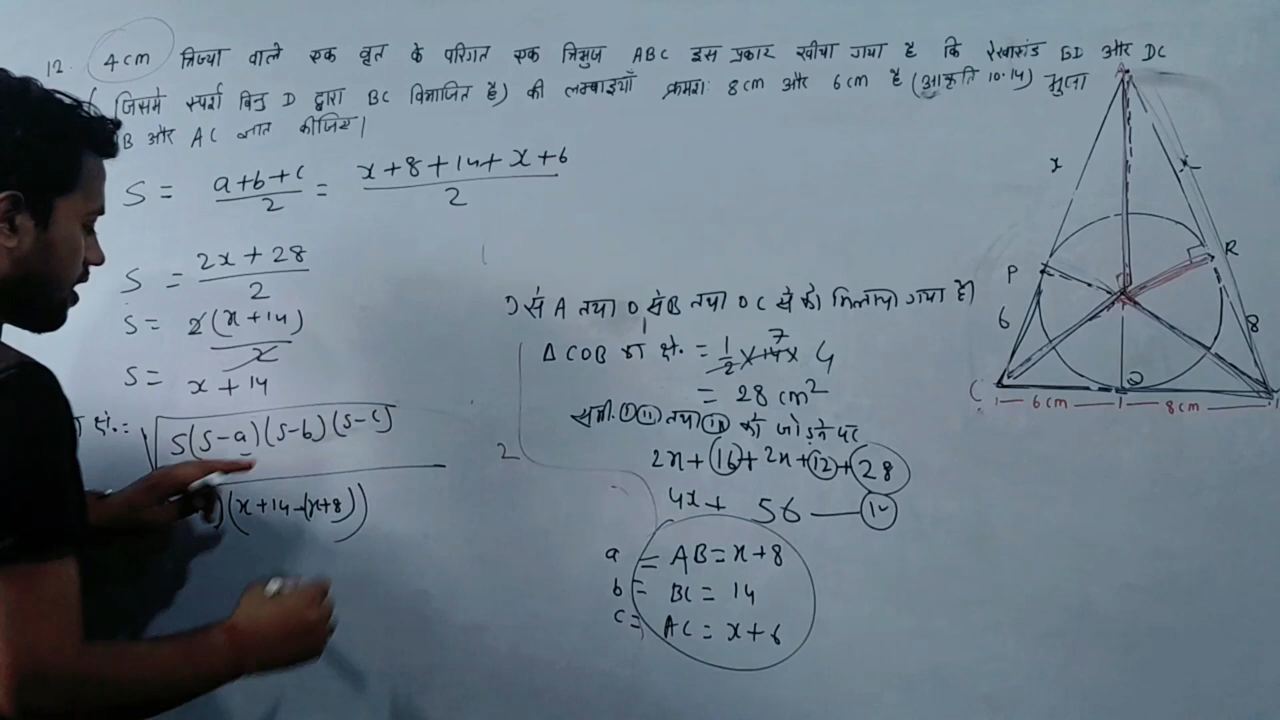 12. 4cm त्रिज्या वाले एक वृत के परिगत एक त्रिभुज ABC इस प्रकार खींचा गया है कि रेखाखंड BD और DC
जिसमें स्पर्श बिन्दु D द्वारा BC विभाजित है) की लम्बाइयाँ क्रमशः 8cm और 6cm है (आकृति 10.14) भुजा
B और AC ज्ञात कीजिए।
S = a+b+c/2 = x+8+14+x+6/2
S = 2x+28/2
S = 2(x+14)/2
S = x+14
क्षे. = √S(S-a)(S-b)(S-c)
)(x+14-(x+8))
O से A तथा O से B तथा O C से को मिलाया गया है।
Δ COB का क्षे. = 1/2 × 14 × 4
7
= 28 cm²
समी. (i) (ii) तथा (iii) को जोड़ने पर
2x+(16)+2x+(12)+(28)
4x + 56 — (iv)
a = AB = x+8
b = BC = 14
c = AC = x+6
A
x x
P R
6 8
C Q
6cm 8cm